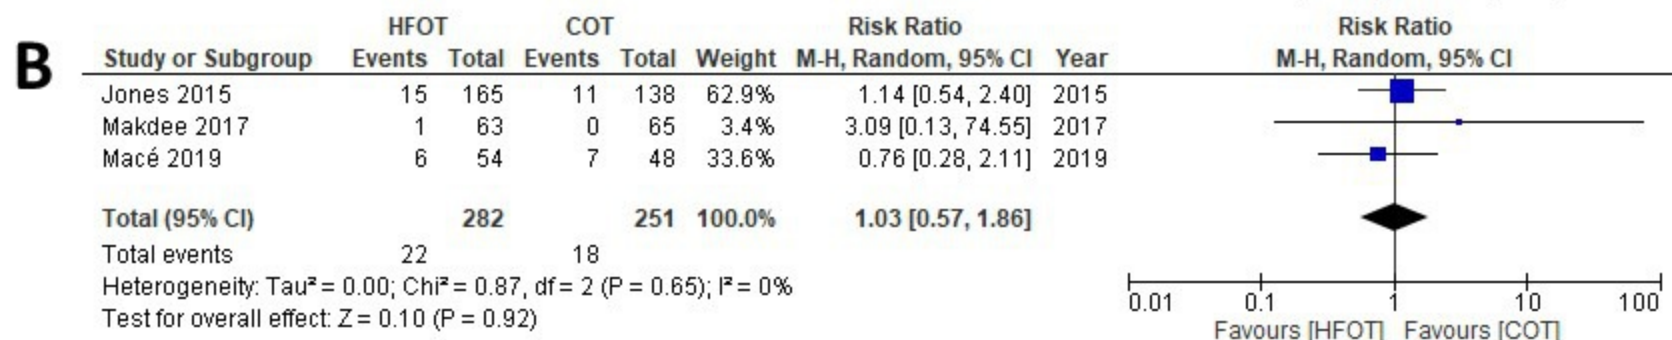 B
HFOT COT Risk Ratio Risk Ratio
Study or Subgroup Events Total Events Total Weight M-H, Random, 95% CI Year M-H, Random, 95% CI
Jones 2015 15 165 11 138 62.9% 1.14 [0.54, 2.40] 2015
Makdee 2017 1 63 0 65 3.4% 3.09 [0.13, 74.55] 2017
Macé 2019 6 54 7 48 33.6% 0.76 [0.28, 2.11] 2019
Total (95% CI) 282 251 100.0% 1.03 [0.57, 1.86]
Total events 22 18
Heterogeneity: Tau² = 0.00; Chi² = 0.87, df = 2 (P = 0.65); I² = 0%
Test for overall effect: Z = 0.10 (P = 0.92)
0.01 0.1 1 10 100
Favours [HFOT] Favours [COT]